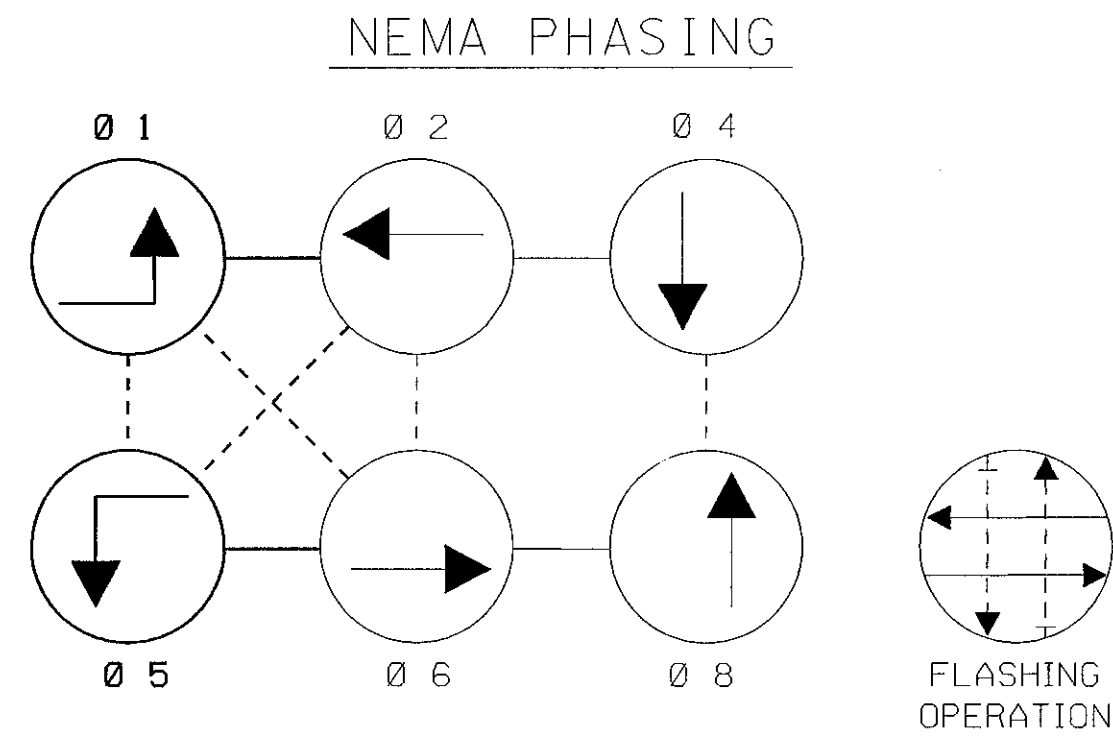 NEMA PHASING
Ø 1 Ø 2 Ø 4
Ø 5 Ø 6 Ø 8
FLASHING
OPERATION